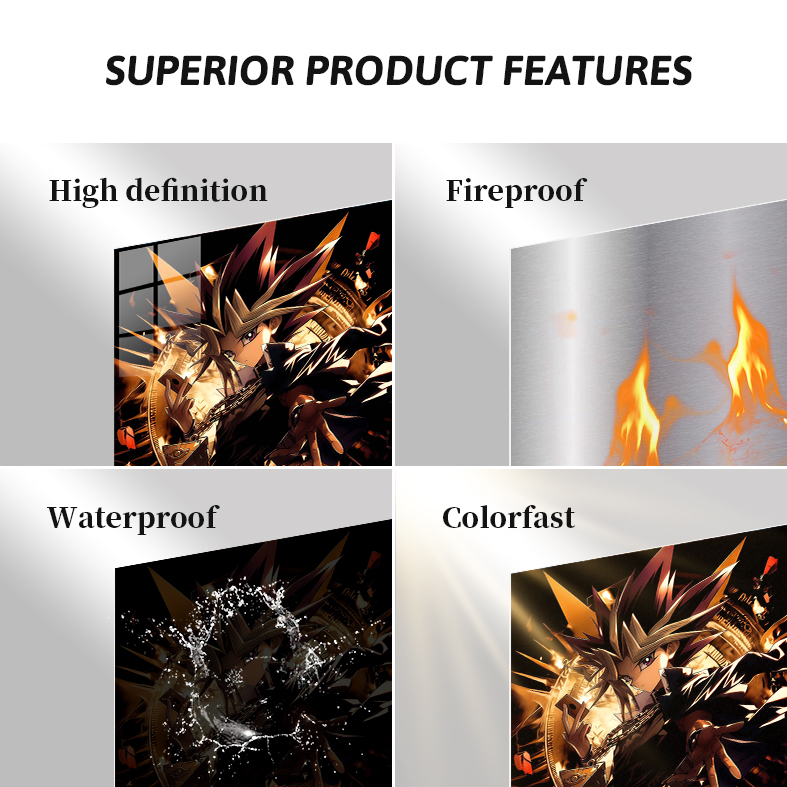 SUPERIOR PRODUCT FEATURES
High definition
Fireproof
Waterproof
Colorfast